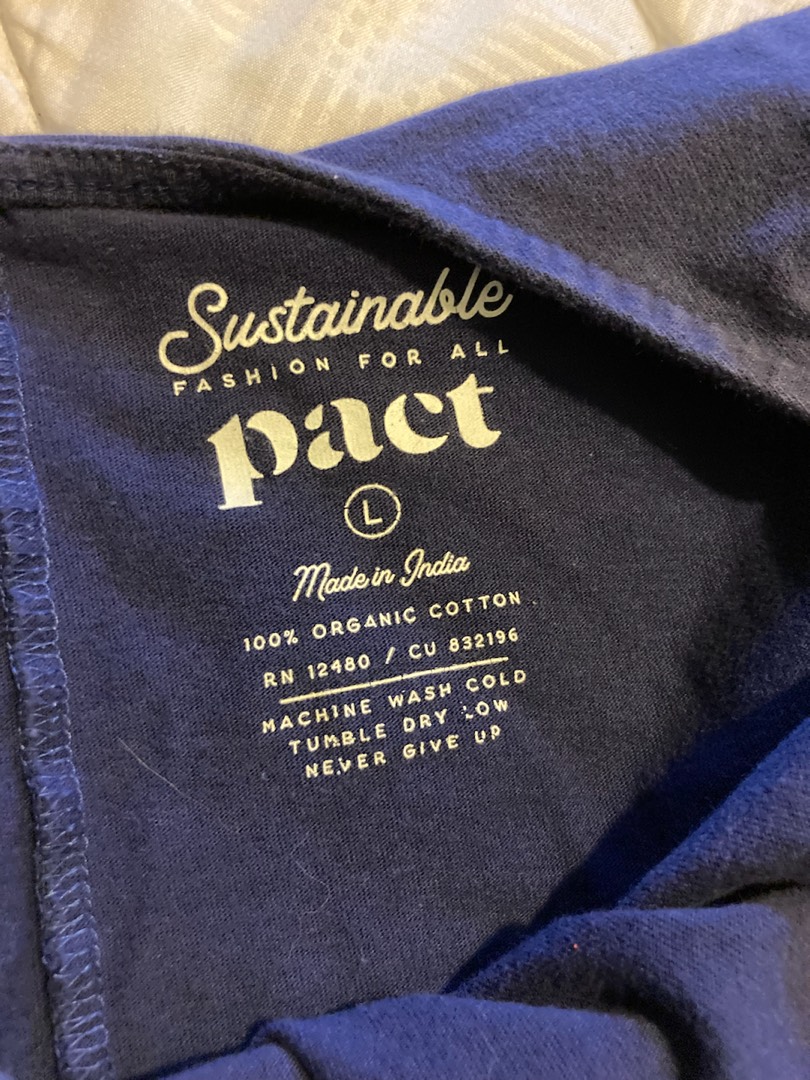 Sustainable
FASHION FOR ALL
pact
L
Made in India
100% ORGANIC COTTON
RN 12480 / CU 832196
MACHINE WASH COLD
TUMBLE DRY LOW
NEVER GIVE UP